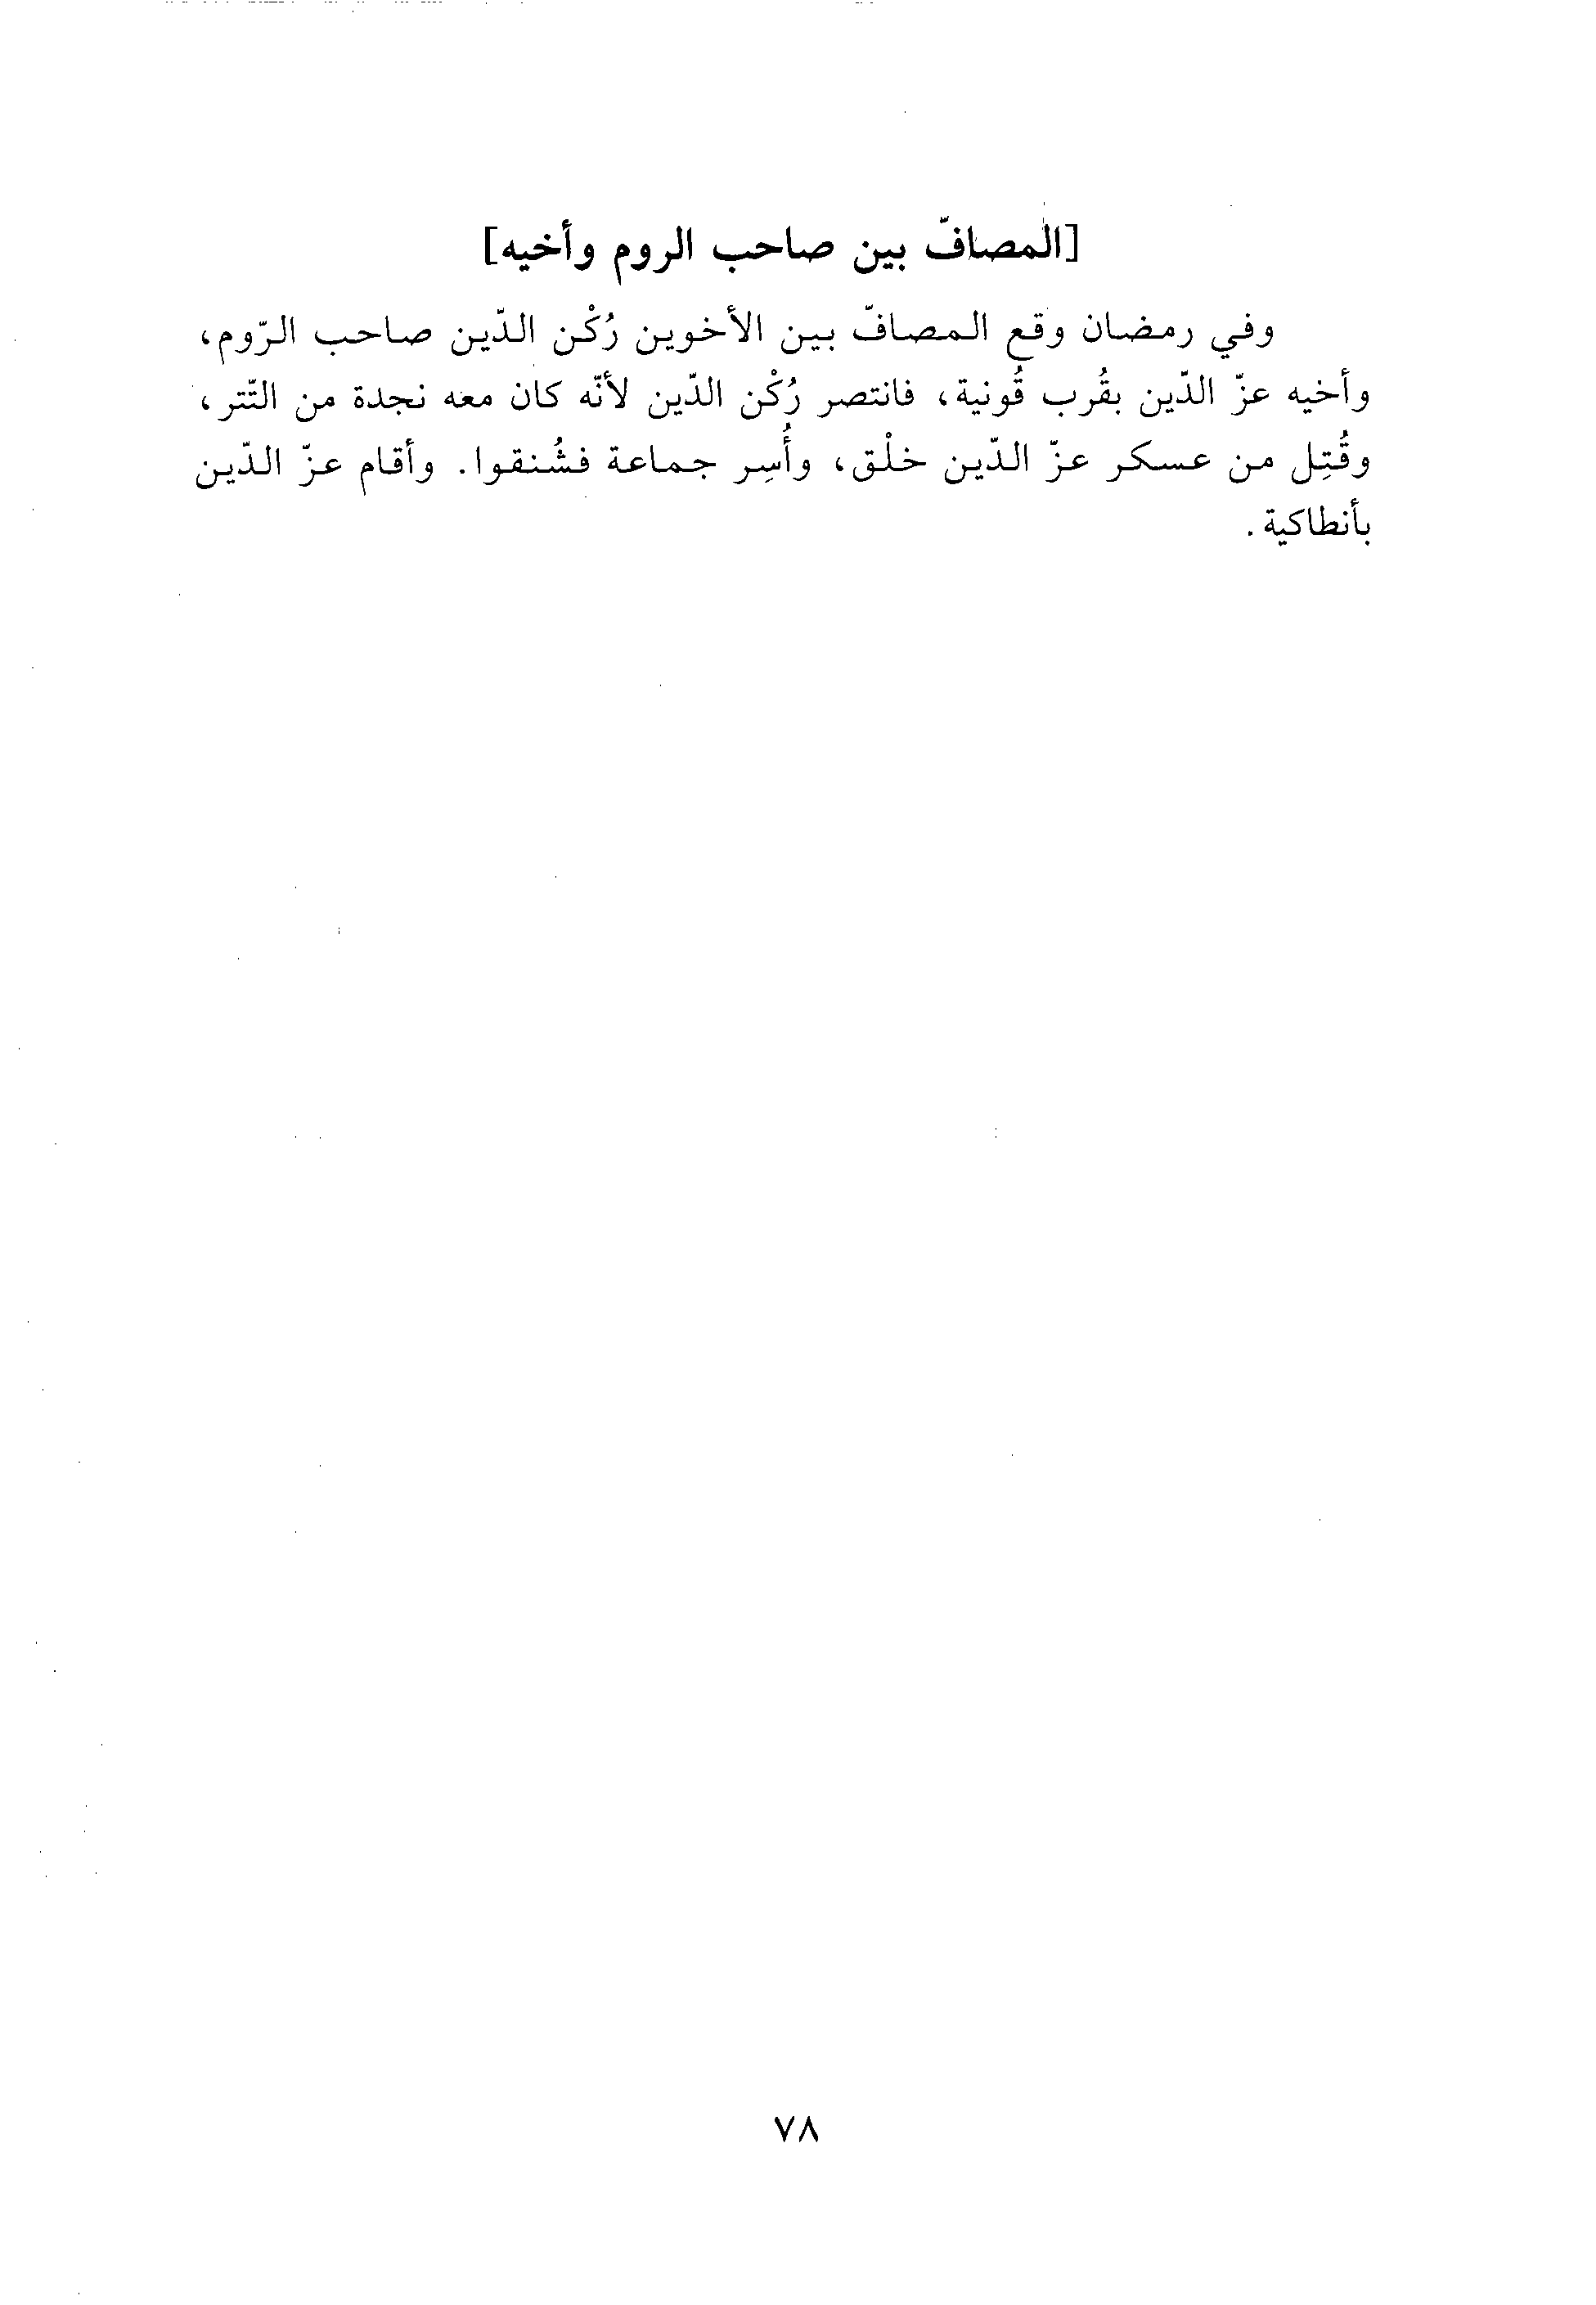 [المصافّ بين صاحب الروم وأخيه]
وفي رمضان وقع المصافّ بين الأخوين رُكْن الدّين صاحب الرّوم،
وأخيه عزّ الدّين بقُرب قُونية، فانتصر رُكْن الدّين لأنّه كان معه نجدة من التّتر،
وقُتِل من عسكر عزّ الدّين خلْق، وأُسِر جماعة فشُنقوا. وأقام عزّ الدّين
بأنطاكية.
٧٨